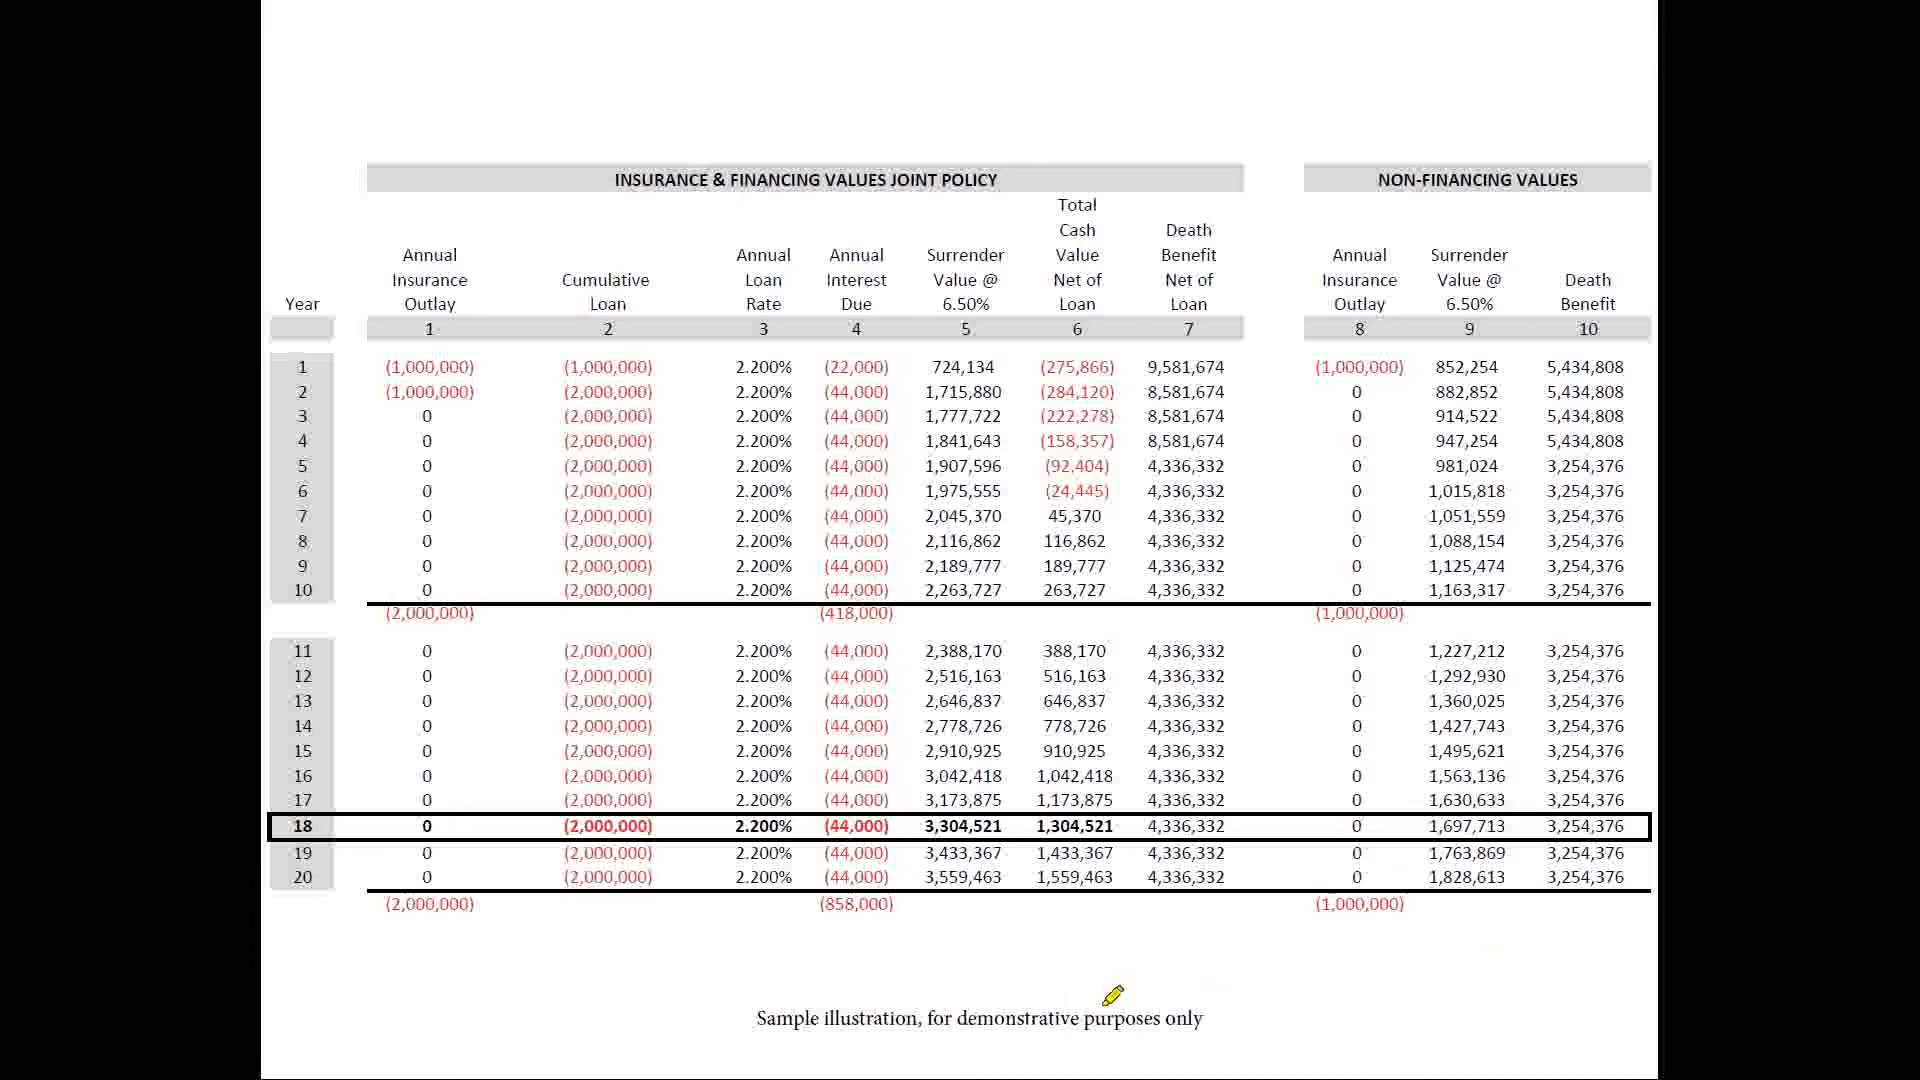 INSURANCE & FINANCING VALUES JOINT POLICY NON-FINANCING VALUES
Total
Cash Death
Annual Annual Annual Surrender Value Benefit Annual Surrender
Insurance Cumulative Loan Interest Value @ Net of Net of Insurance Value @ Death
Year Outlay Loan Rate Due 6.50% Loan Loan Outlay 6.50% Benefit
1 2 3 4 5 6 7 8 9 10
1 (1,000,000) (1,000,000) 2.200% (22,000) 724,134 (275,866) 9,581,674 (1,000,000) 852,254 5,434,808
2 (1,000,000) (2,000,000) 2.200% (44,000) 1,715,880 (284,120) 8,581,674 0 882,852 5,434,808
3 0 (2,000,000) 2.200% (44,000) 1,777,722 (222,278) 8,581,674 0 914,522 5,434,808
4 0 (2,000,000) 2.200% (44,000) 1,841,643 (158,357) 8,581,674 0 947,254 5,434,808
5 0 (2,000,000) 2.200% (44,000) 1,907,596 (92,404) 4,336,332 0 981,024 3,254,376
6 0 (2,000,000) 2.200% (44,000) 1,975,555 (24,445) 4,336,332 0 1,015,818 3,254,376
7 0 (2,000,000) 2.200% (44,000) 2,045,370 45,370 4,336,332 0 1,051,559 3,254,376
8 0 (2,000,000) 2.200% (44,000) 2,116,862 116,862 4,336,332 0 1,088,154 3,254,376
9 0 (2,000,000) 2.200% (44,000) 2,189,777 189,777 4,336,332 0 1,125,474 3,254,376
10 0 (2,000,000) 2.200% (44,000) 2,263,727 263,727 4,336,332 0 1,163,317 3,254,376
(2,000,000) (418,000) (1,000,000)
11 0 (2,000,000) 2.200% (44,000) 2,388,170 388,170 4,336,332 0 1,227,212 3,254,376
12 0 (2,000,000) 2.200% (44,000) 2,516,163 516,163 4,336,332 0 1,292,930 3,254,376
13 0 (2,000,000) 2.200% (44,000) 2,646,837 646,837 4,336,332 0 1,360,025 3,254,376
14 0 (2,000,000) 2.200% (44,000) 2,778,726 778,726 4,336,332 0 1,427,743 3,254,376
15 0 (2,000,000) 2.200% (44,000) 2,910,925 910,925 4,336,332 0 1,495,621 3,254,376
16 0 (2,000,000) 2.200% (44,000) 3,042,418 1,042,418 4,336,332 0 1,563,136 3,254,376
17 0 (2,000,000) 2.200% (44,000) 3,173,875 1,173,875 4,336,332 0 1,630,633 3,254,376
18 0 (2,000,000) 2.200% (44,000) 3,304,521 1,304,521 4,336,332 0 1,697,713 3,254,376
19 0 (2,000,000) 2.200% (44,000) 3,433,367 1,433,367 4,336,332 0 1,763,869 3,254,376
20 0 (2,000,000) 2.200% (44,000) 3,559,463 1,559,463 4,336,332 0 1,828,613 3,254,376
(2,000,000) (858,000) (1,000,000)
Sample illustration, for demonstrative purposes only